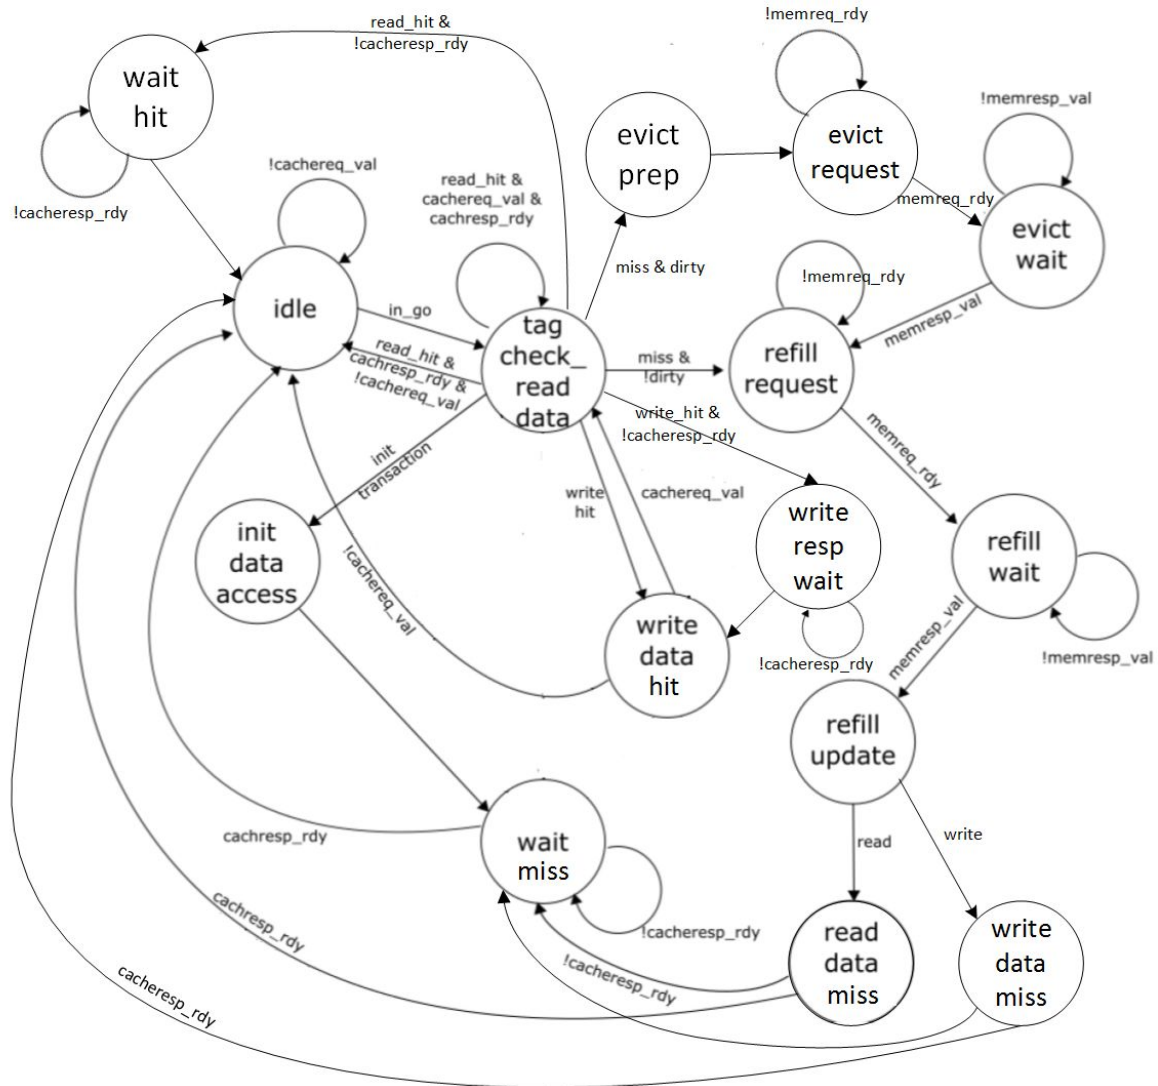 read_hit &
!cacheresp_rdy
!memreq_rdy
wait
hit
!memresp_val
evict
prep
evict
request
!cachereq_val
read_hit &
cachereq_val &
cachresp_rdy
!cacheresp_rdy
memreq_rdy
evict
wait
miss & dirty
!memreq_rdy
idle
in_go
memresp_val
tag
check_
read
data
read_hit &
cachresp_rdy &
!cachereq_val
miss &
!dirty
refill
request
write_hit &
!cacheresp_rdy
memreq_rdy
init
transaction
write
hit
cachereq_val
write
resp
wait
init
data
access
refill
wait
!cachereq_val
write
data
hit
!cacheresp_rdy
memresp_val
!memresp_val
refill
update
cachresp_rdy
wait
miss
read
write
!cacheresp_rdy
cachresp_rdy
!cacheresp_rdy
read
data
miss
write
data
miss
cacheresp_rdy